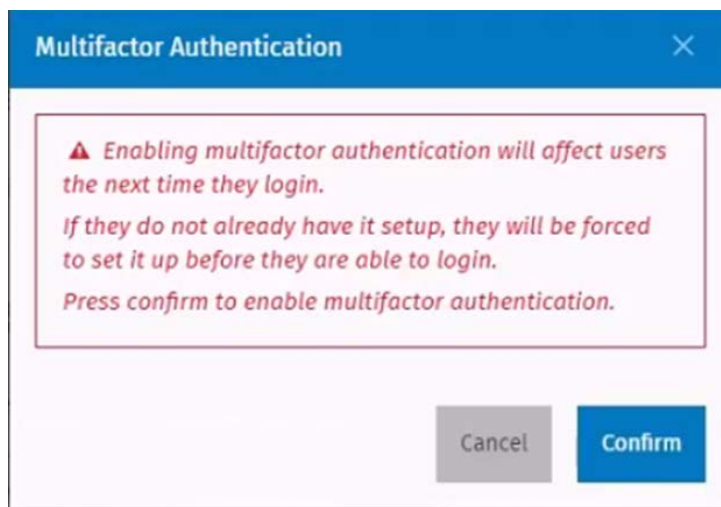 Multifactor Authentication
Enabling multifactor authentication will affect users
the next time they login.
If they do not already have it setup, they will be forced
to set it up before they are able to login.
Press confirm to enable multifactor authentication.
Cancel
Confirm